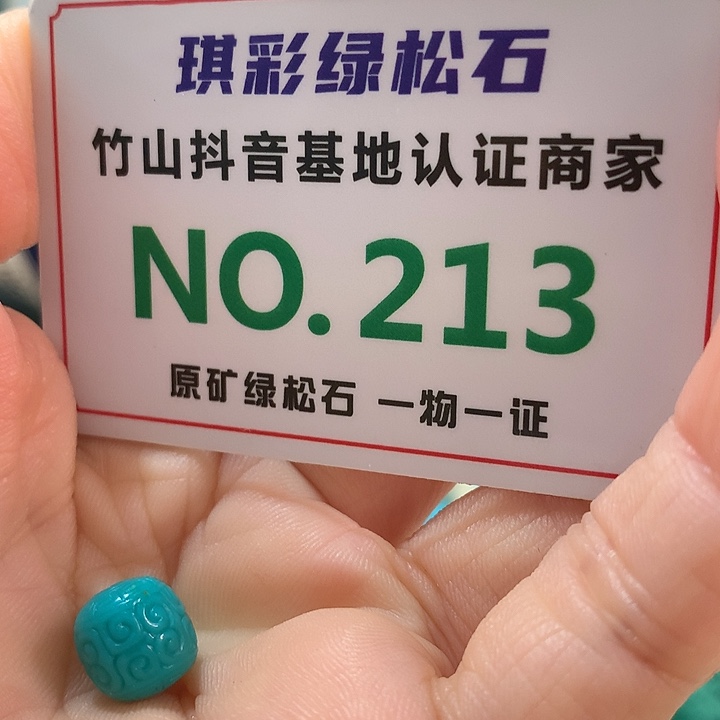 琪彩绿松石
竹山抖音基地认证商家
NO.213
原矿绿松石 一物一证